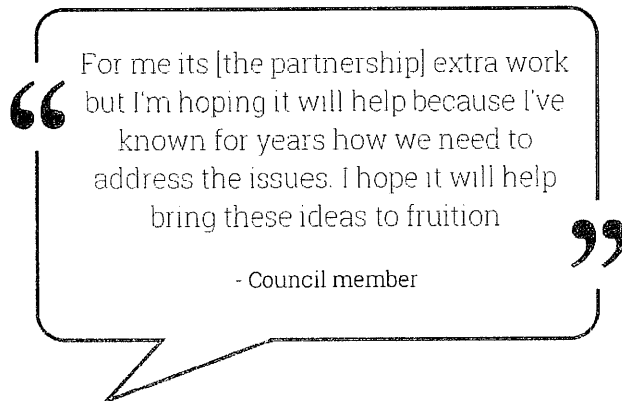 “
For me its [the partnership] extra work
but I'm hoping it will help because I've
known for years how we need to
address the issues. I hope it will help
bring these ideas to fruition
”
- Council member